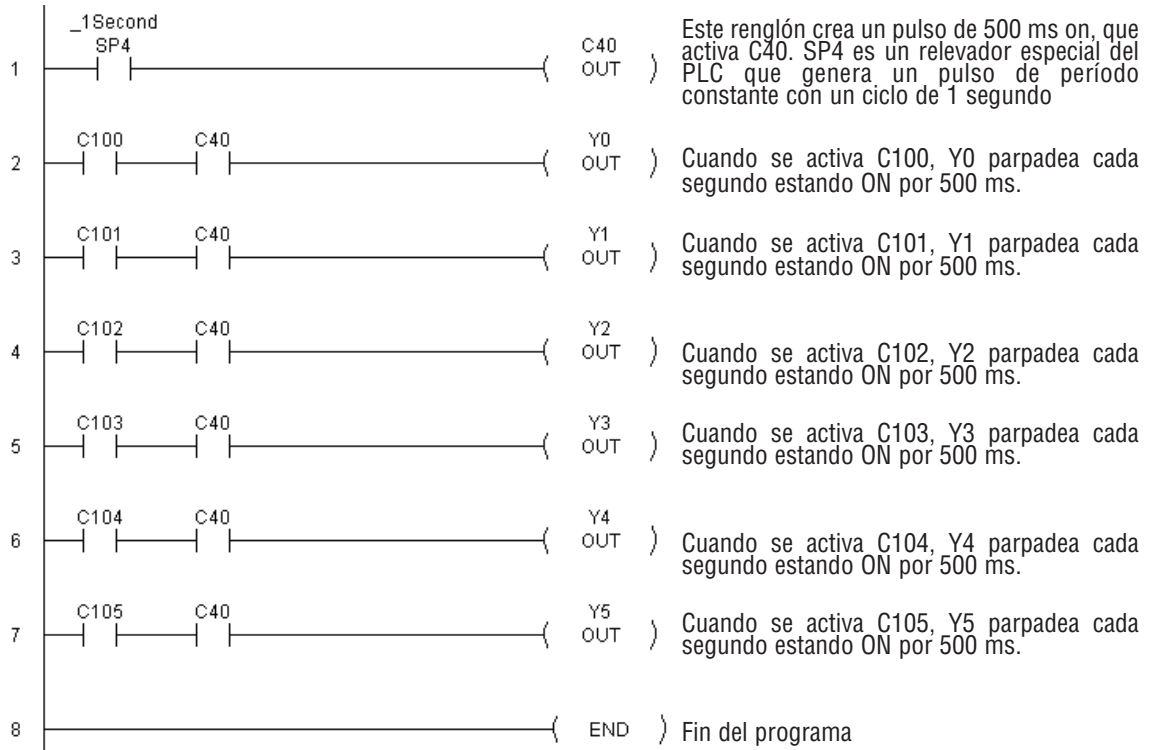 _1Second
SP4
C40
1
OUT
Este renglón crea un pulso de 500 ms on, que
activa C40. SP4 es un relevador especial del
PLC que genera un pulso de período
constante con un ciclo de 1 segundo
C100 C40 Y0
2
OUT
Cuando se activa C100, Y0 parpadea cada
segundo estando ON por 500 ms.
C101 C40 Y1
3
OUT
Cuando se activa C101, Y1 parpadea cada
segundo estando ON por 500 ms.
C102 C40 Y2
4
OUT
Cuando se activa C102, Y2 parpadea cada
segundo estando ON por 500 ms.
C103 C40 Y3
5
OUT
Cuando se activa C103, Y3 parpadea cada
segundo estando ON por 500 ms.
C104 C40 Y4
6
OUT
Cuando se activa C104, Y4 parpadea cada
segundo estando ON por 500 ms.
C105 C40 Y5
7
OUT
Cuando se activa C105, Y5 parpadea cada
segundo estando ON por 500 ms.
8
END
Fin del programa